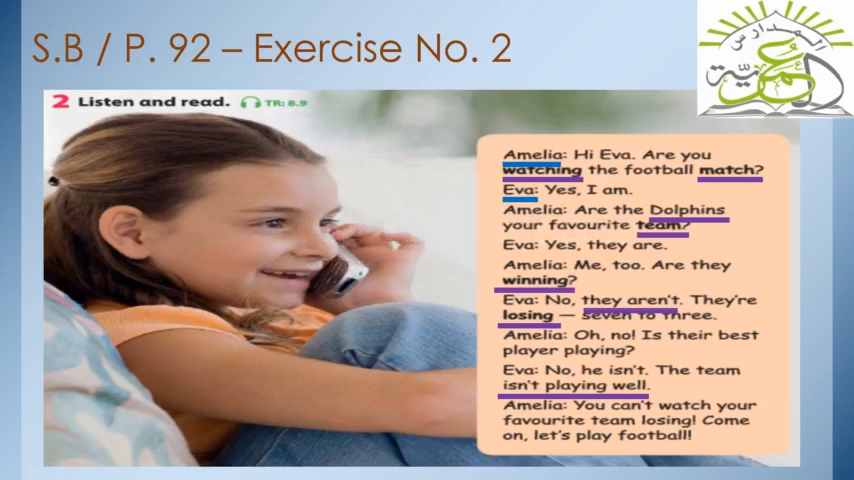 S.B / P. 92 – Exercise No. 2
المدارس
العُمَريّة
2 Listen and read. TR: 8.9
Amelia: Hi Eva. Are you
watching the football match?
Eva: Yes, I am.
Amelia: Are the Dolphins
your favourite team?
Eva: Yes, they are.
Amelia: Me, too. Are they
winning?
Eva: No, they aren't. They're
losing — seven to three.
Amelia: Oh, no! Is their best
player playing?
Eva: No, he isn't. The team
isn't playing well.
Amelia: You can't watch your
favourite team losing! Come
on, let's play football!